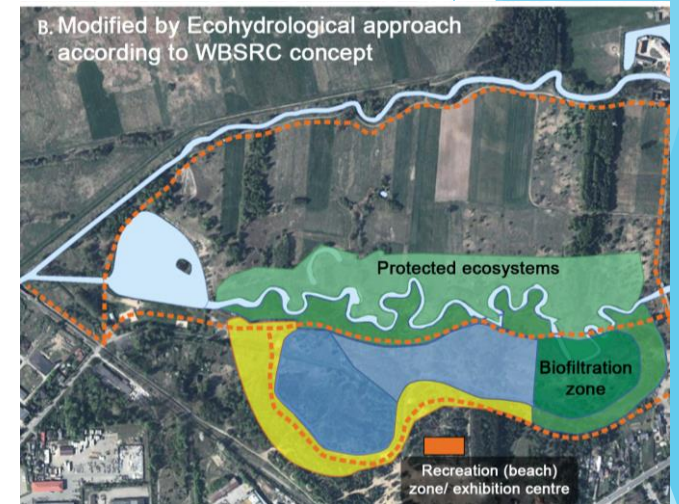 B. Modified by Ecohydrological approach
according to WBSRC concept
Protected ecosystems
Biofiltration
zone
Recreation (beach)
zone/ exhibition centre